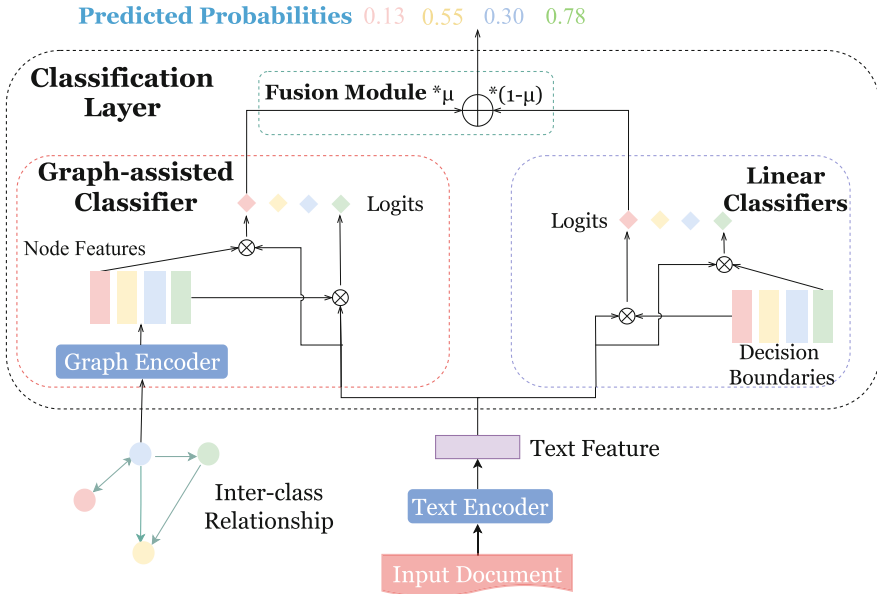 Predicted Probabilities 0.13 0.55 0.30 0.78
Classification
Layer
Fusion Module *μ
*(1-μ)
Graph-assisted
Classifier
Logits
Node Features
Graph Encoder
Linear
Classifiers
Logits
Decision
Boundaries
Inter-class
Relationship
Text Feature
Text Encoder
Input Document